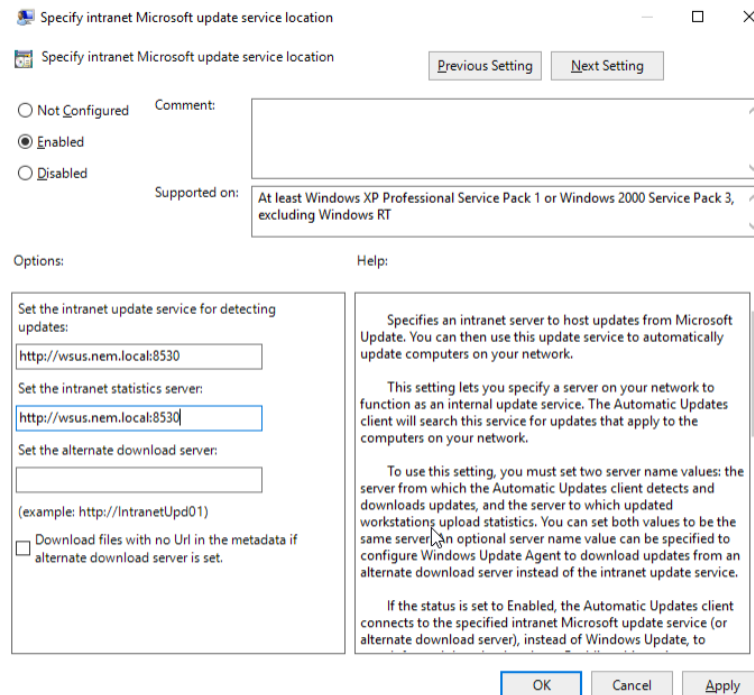 Specify intranet Microsoft update service location
Specify intranet Microsoft update service location
Previous Setting
Next Setting
Not Configured
Comment:
Enabled
Disabled
Supported on:
At least Windows XP Professional Service Pack 1 or Windows 2000 Service Pack 3,
excluding Windows RT
Options:
Help:
Set the intranet update service for detecting
updates:
http://wsus.nem.local:8530
Set the intranet statistics server:
http://wsus.nem.local:8530
Set the alternate download server:
(example: http://IntranetUpd01)
Download files with no Url in the metadata if
alternate download server is set.
Specifies an intranet server to host updates from Microsoft
Update. You can then use this update service to automatically
update computers on your network.
This setting lets you specify a server on your network to
function as an internal update service. The Automatic Updates
client will search this service for updates that apply to the
computers on your network.
To use this setting, you must set two server name values: the
server from which the Automatic Updates client detects and
downloads updates, and the server to which updated
workstations upload statistics. You can set both values to be the
same server. An optional server name value can be specified to
configure Windows Update Agent to download updates from an
alternate download server instead of the intranet update service.
If the status is set to Enabled, the Automatic Updates client
connects to the specified intranet Microsoft update service (or
alternate download server), instead of Windows Update, to
OK
Cancel
Apply